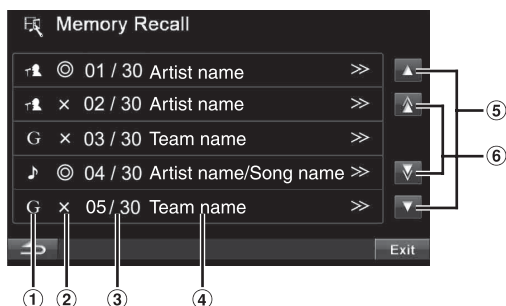 Memory Recall
◎ 01 / 30 Artist name >>
× 02 / 30 Artist name >>
G × 03 / 30 Team name >>
♪ ◎ 04 / 30 Artist name/Song name >>
G × 05 / 30 Team name >>
Exit
⑤
⑥
① ② ③ ④